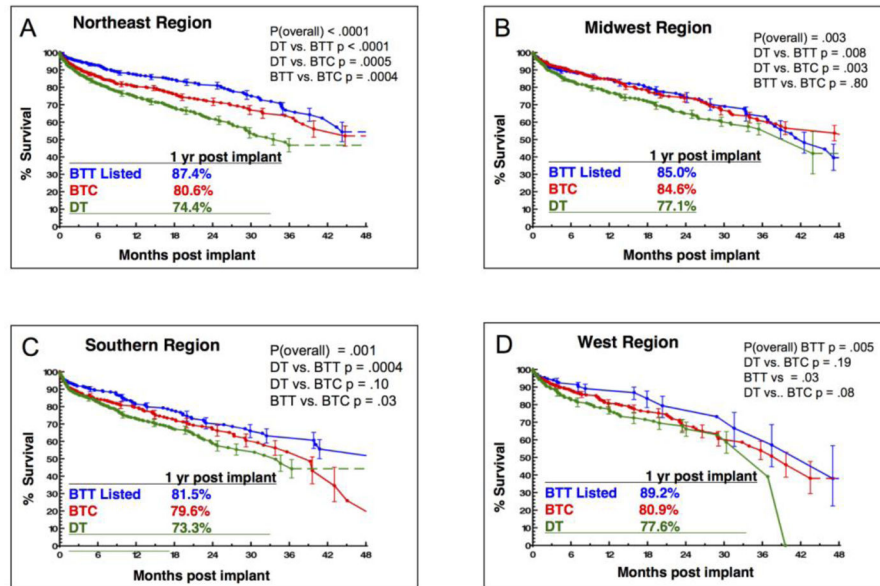 A
Northeast Region
P(overall) < .0001
DT vs. BTT p < .0001
DT vs. BTC p = .0005
BTT vs. BTC p = .0004
% Survival
100
90
80
70
60
50
40
30
20
10
0
1 yr post implant
BTT Listed 87.4%
BTC 80.6%
DT 74.4%
0 6 12 18 24 30 36 42 48
Months post implant
B
Midwest Region
P(overall) = .003
DT vs. BTT p = .008
DT vs. BTC p = .003
BTT vs. BTC p = .80
% Survival
100
90
80
70
60
50
40
30
20
10
0
1 yr post implant
BTT Listed 85.0%
BTC 84.6%
DT 77.1%
0 6 12 18 24 30 36 42 48
Months post implant
C
Southern Region
P(overall) = .001
DT vs. BTT p = .0004
DT vs. BTC p = .10
BTT vs. BTC p = .03
% Survival
100
90
80
70
60
50
40
30
20
10
0
1 yr post implant
BTT Listed 81.5%
BTC 79.6%
DT 73.3%
0 6 12 18 24 30 36 42 48
Months post implant
D
West Region
P(overall) BTT p = .005
DT vs. BTC p = .19
BTT vs = .03
DT vs.. BTC p = .08
% Survival
100
90
80
70
60
50
40
30
20
10
0
1 yr post implant
BTT Listed 89.2%
BTC 80.9%
DT 77.6%
0 6 12 18 24 30 36 42 48
Months post implant